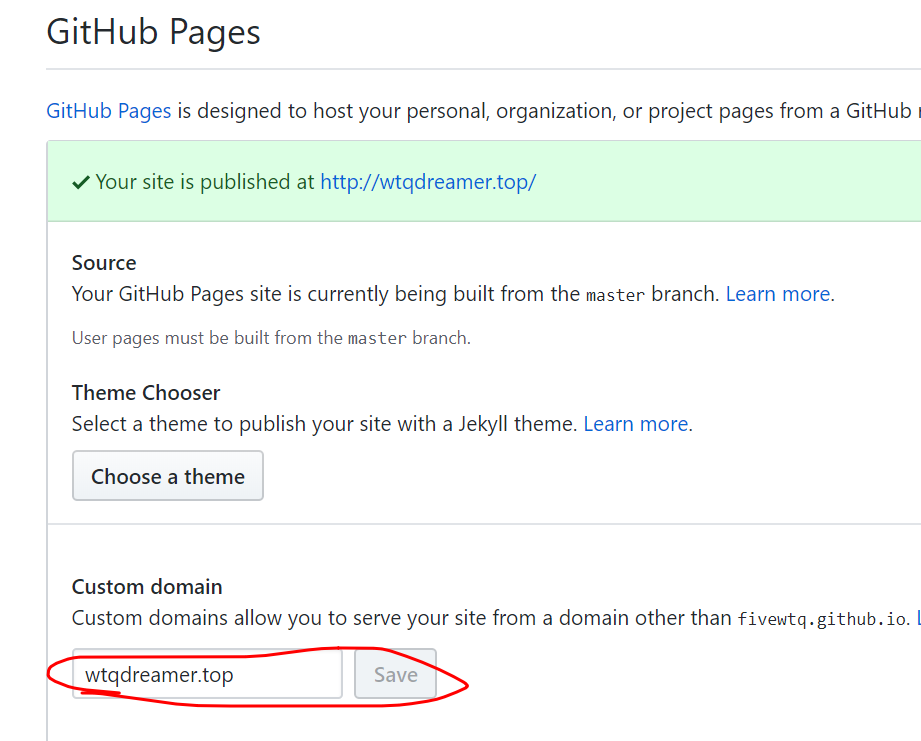 GitHub Pages
GitHub Pages is designed to host your personal, organization, or project pages from a GitHub
Your site is published at http://wtqdreamer.top/
Source
Your GitHub Pages site is currently being built from the master branch. Learn more.
User pages must be built from the master branch.
Theme Chooser
Select a theme to publish your site with a Jekyll theme. Learn more.
Choose a theme
Custom domain
Custom domains allow you to serve your site from a domain other than fivewtq.github.io.
wtqdreamer.top Save